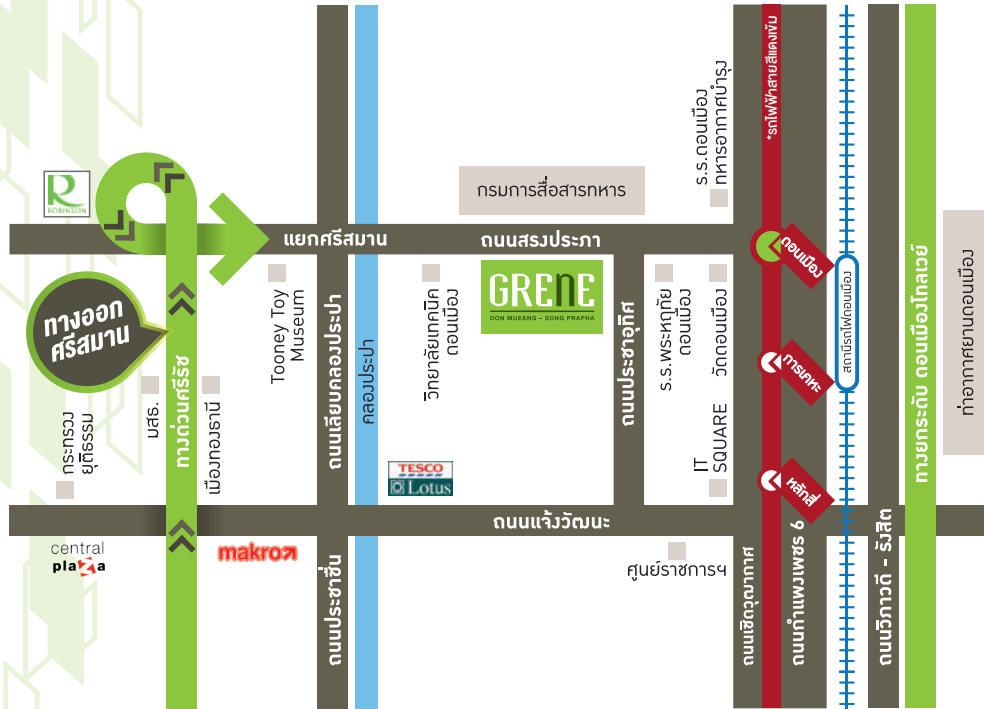 *รถไฟฟ้าสายสีแดงเข้ม
ร.ร.ดอนเมือง
ทหารอากาศบำรุง
กรมการสื่อสารทหาร
R
ROBINSON
แยกศรีสมาน
ถนนสรงประภา
ดอนเมือง
GRENE
DON MUEANG – SONG PRAPHA
Tooney Toy
Museum
วิทยาลัยเทคนิค
ดอนเมือง
ร.ร.พระหฤทัย
ดอนเมือง
วัดดอนเมือง
สถานีรถไฟดอนเมือง
ทางยกระดับ ดอนเมืองโทลเวย์
ท่าอากาศยานดอนเมือง
ทางออก
ศรีสมาน
ถนนเลียบคลองประปา
คลองประปา
ถนนประชาอุทิศ
การเคหะ
กระทรวง
ยุติธรรม
มสธ.
ทางด่วนศรีรัช
เมืองทองธานี
TESCO
Lotus
IT
SQUARE
หลักสี่
ถนนแจ้งวัฒนะ
central
plaza
makro
ถนนประชาชื่น
ศูนย์ราชการฯ
ถนนเชิดวุฒากาศ
ถนนกำแพงเพชร 6
ถนนวิภาวดี - รังสิต